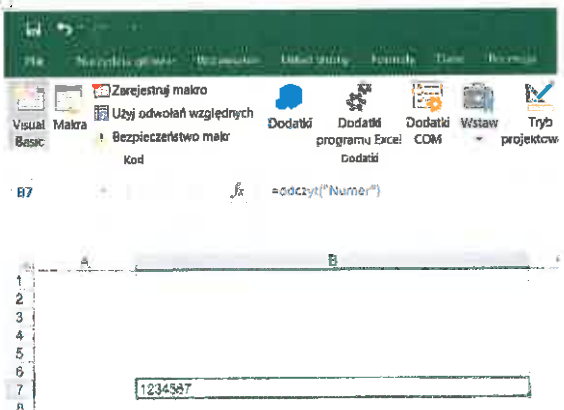 Zarejestruj makro
Użyj odwołań względnych
Visual Basic Makra
Bezpieczeństwo makr
Dodatki Dodatki programu Excel Dodatki COM Wstaw Tryb
Kod
Dodatki
B7 fx =odczyt("Numer")
A B
1
2
3
4
5
6
7 1234567
8